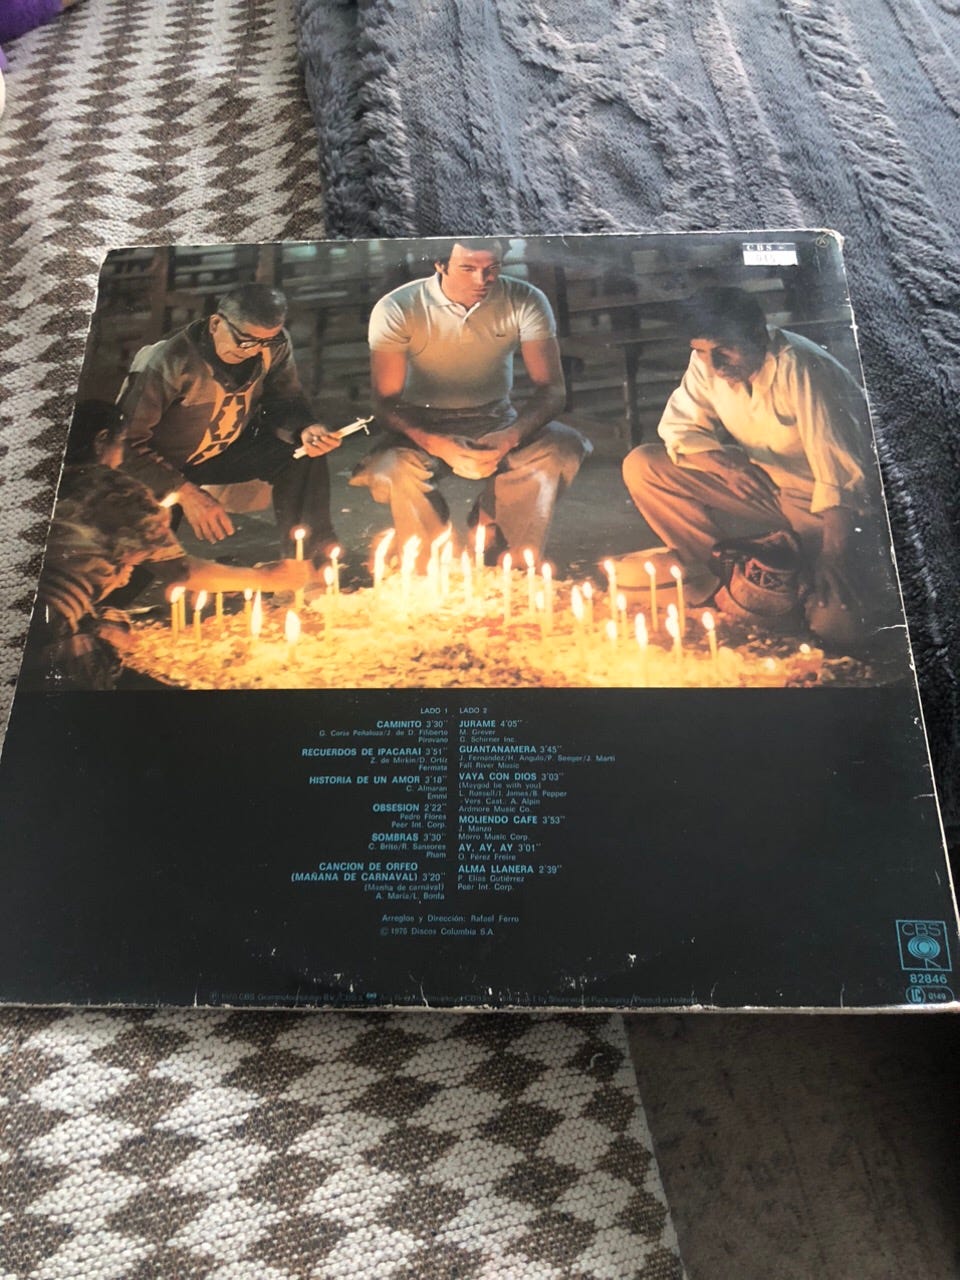 CBS
LADO 1
CAMINITO 3'30"
G. Coria Peñaloza/J. de D. Filiberto
Pirovano
RECUERDOS DE IPACARAI 3'51"
Z. de Mirkin/D. Ortiz
Fermata
HISTORIA DE UN AMOR 3'18"
C. Almaran
Emmi
OBSESION 2'22"
Pedro Flores
Peer Int. Corp.
SOMBRAS 3'30"
C. Brito/R. Sansores
Pham
CANCION DE ORFEO
(MAÑANA DE CARNAVAL) 3'20"
(Manha de carnaval)
A. Maria/L. Bonfa
LADO 2
JURAME 4'05"
M. Grever
G. Schirner Inc.
GUANTANAMERA 3'45"
J. Fernández/H. Angulo/P. Seeger/J. Marti
Fall River Music
VAYA CON DIOS 3'03"
(Maygod be with you)
L. Russell/I. James/B. Pepper
- Vers. Cast.: A. Alpin
Ardmore Music Co.
MOLIENDO CAFE 3'53"
J. Manzo
Morro Music Corp.
AY, AY, AY 3'01"
O. Pérez Freire
ALMA LLANERA 2'39"
P. Elias Gutiérrez
Peer Int. Corp.
Arreglos y Dirección: Rafael Ferro
© 1976 Discos Columbia S.A.
CBS
82846
LC 0149